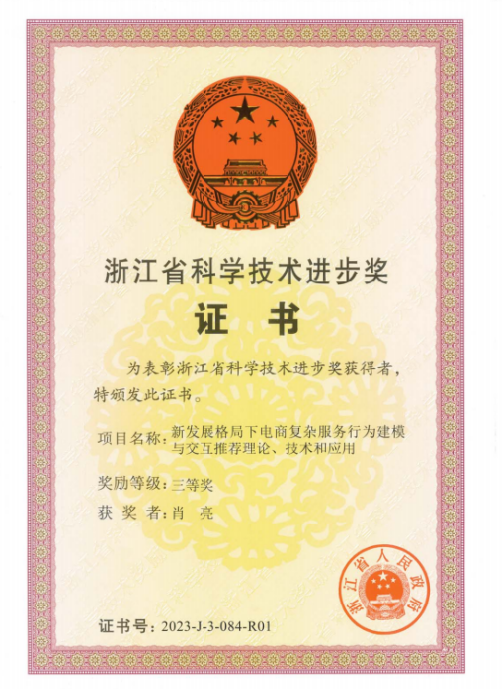 浙江省科学技术进步奖
证 书
为表彰浙江省科学技术进步奖获得者，
特颁发此证书。
项目名称：新发展格局下电商复杂服务行为建模
与交互推荐理论、技术和应用
奖励等级：三等奖
获 奖 者：肖 亮
浙江省人民政府
证书号：2023-J-3-084-R01